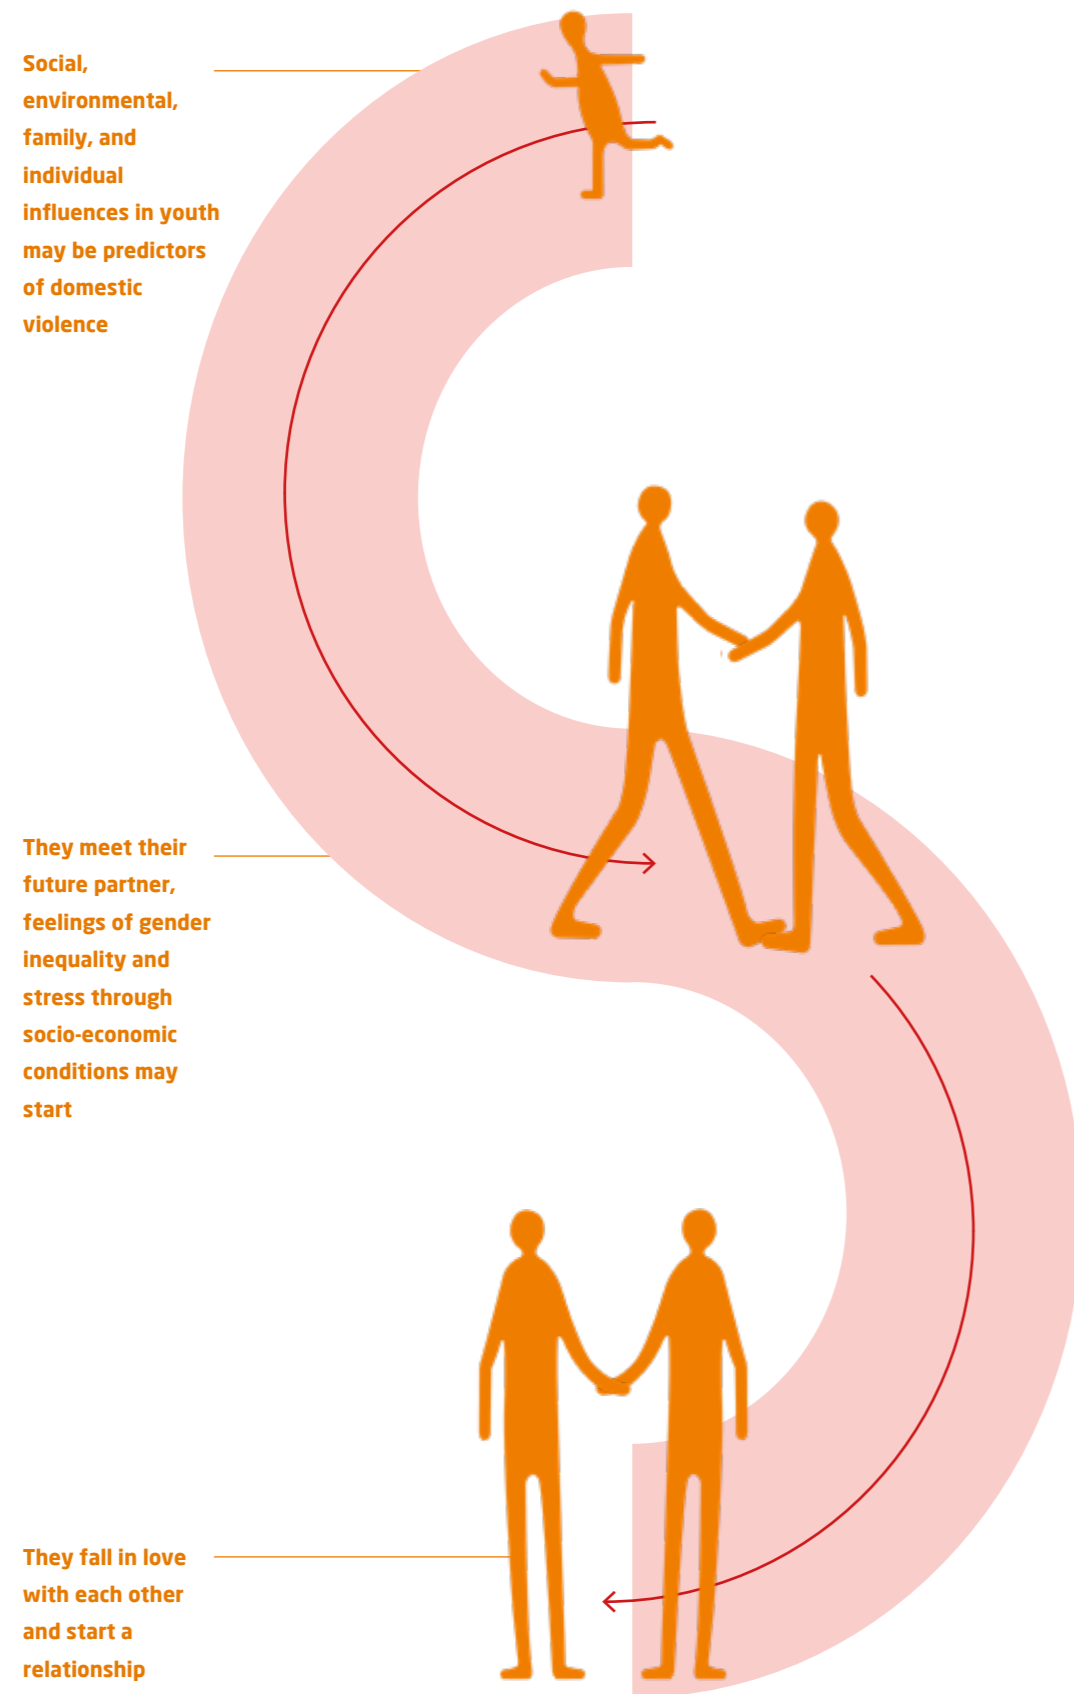 Social,
environmental,
family, and
individual
influences in youth
may be predictors
of domestic
violence
They meet their
future partner,
feelings of gender
inequality and
stress through
socio-economic
conditions may
start
They fall in love
with each other
and start a
relationship